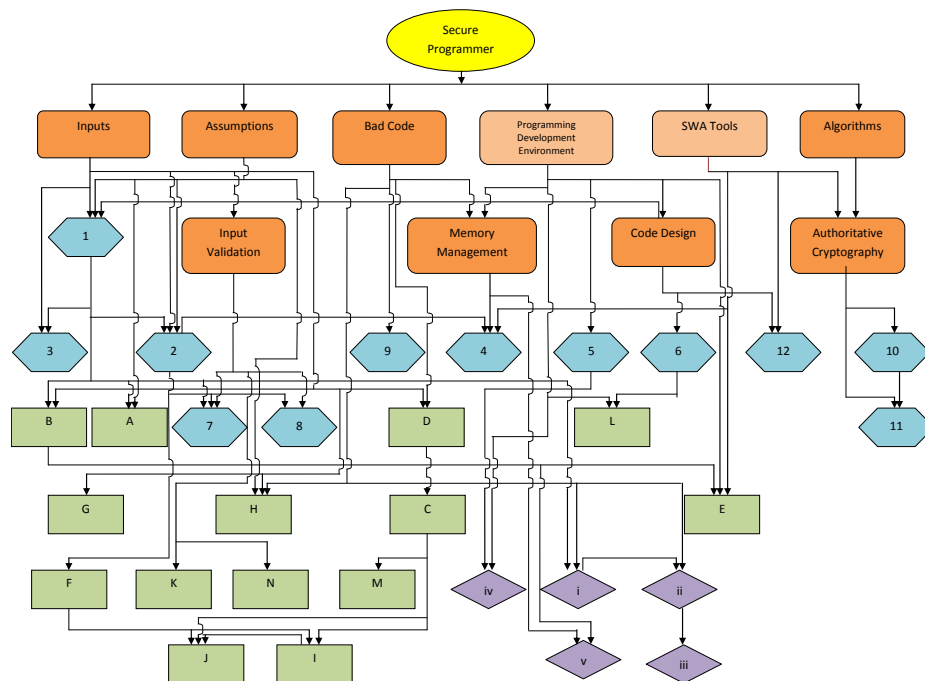 Secure
Programmer
Inputs
Assumptions
Bad Code
Programming
Development
Environment
SWA Tools
Algorithms
1
Input
Validation
Memory
Management
Code Design
Authoritative
Cryptography
3
2
9
4
5
6
12
10
B
A
7
8
D
L
11
G
H
C
E
F
K
N
M
iv
i
ii
J
I
v
iii